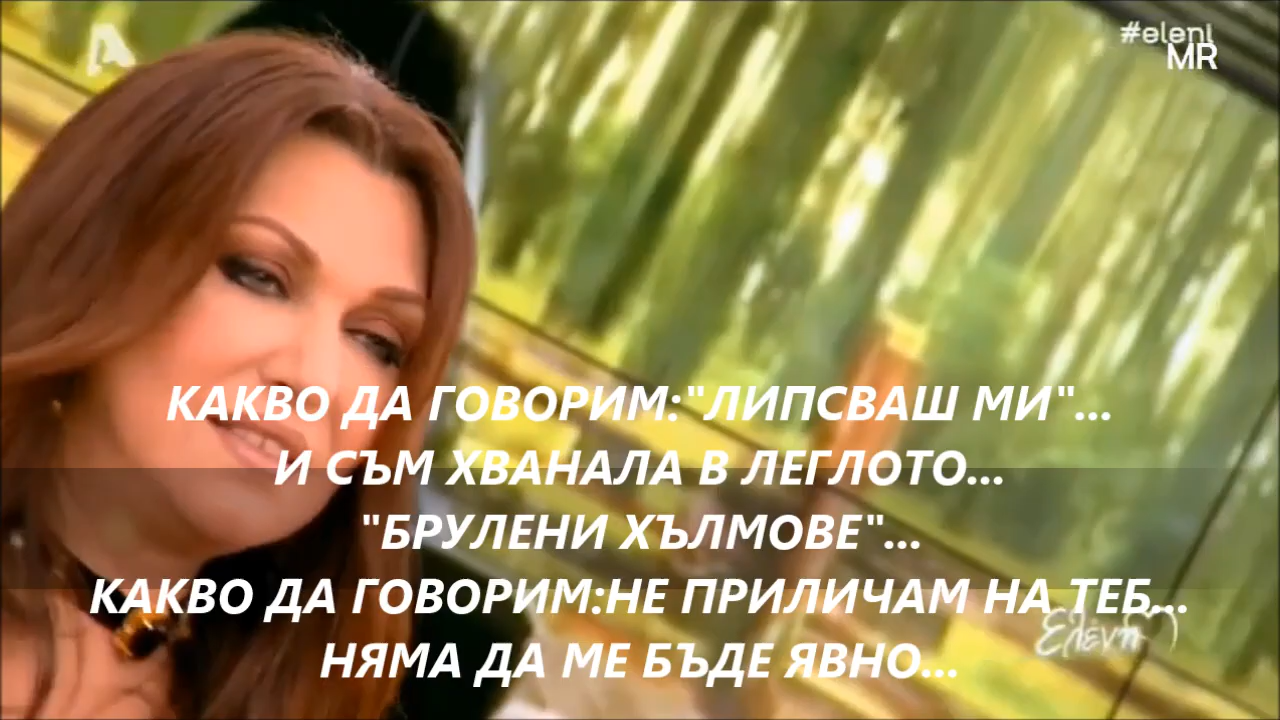 #eleni
MR
КАКВО ДА ГОВОРИМ:"ЛИПСВАШ МИ"...
И СЪМ ХВАНАЛА В ЛЕГЛОТО...
"БРУЛЕНИ ХЪЛМОВЕ"...
КАКВО ДА ГОВОРИМ:НЕ ПРИЛИЧАМ НА ТЕБ...
НЯМА ДА МЕ БЪДЕ ЯВНО...
Ελένη